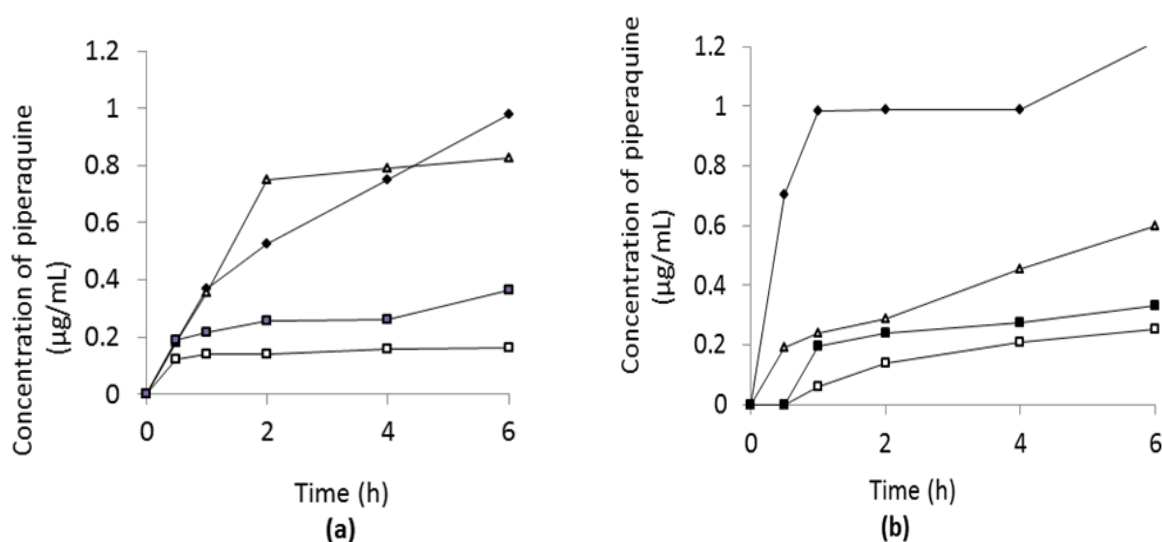 Concentration of piperaquine
(µg/mL)
1.2
1
0.8
0.6
0.4
0.2
0
0 2 4 6
Time (h)
(a)
Concentration of piperaquine
(µg/mL)
1.2
1
0.8
0.6
0.4
0.2
0
0 2 4 6
Time (h)
(b)